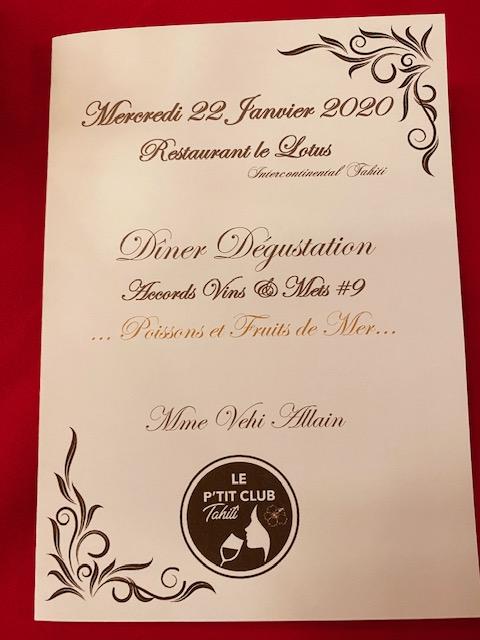 Mercredi 22 Janvier 2020
Restaurant le Lotus
Intercontinental Tahiti
Dîner Dégustation
Accords Vins & Mets #9
... Poissons et Fruits de Mer...
Mme Vehi Allain
LE
P'TIT CLUB
Tahiti